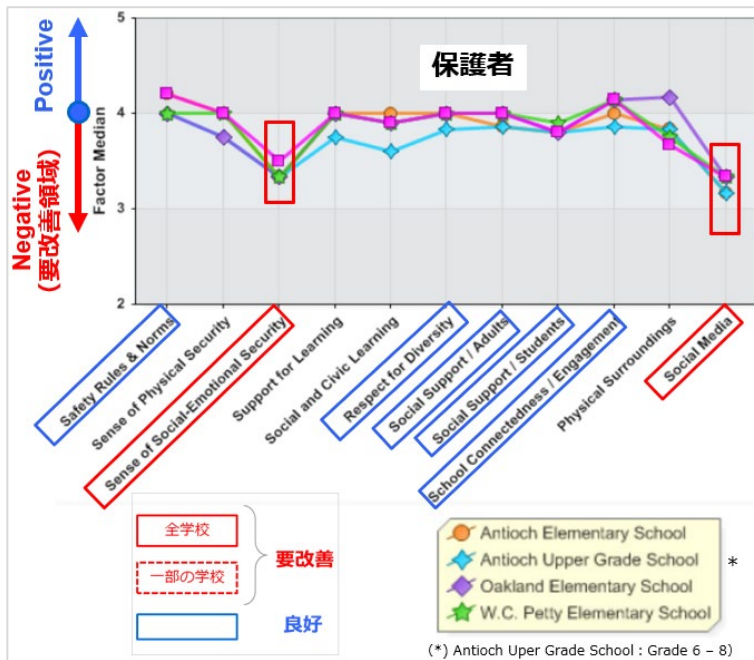 保護者
Positive
Negative
(要改善領域)
Factor Median
5
4
3
2
Safety Rules & Norms
Sense of Physical Security
Sense of Social-Emotional Security
Support for Learning
Social and Civic Learning
Respect for Diversity
Social Support / Adults
Social Support / Students
School Connectedness / Engagement
Physical Surroundings
Social Media
全学校
一部の学校
要改善
良好
Antioch Elementary School
Antioch Upper Grade School *
Oakland Elementary School
W.C. Petty Elementary School
(*) Antioch Uper Grade School : Grade 6 – 8)